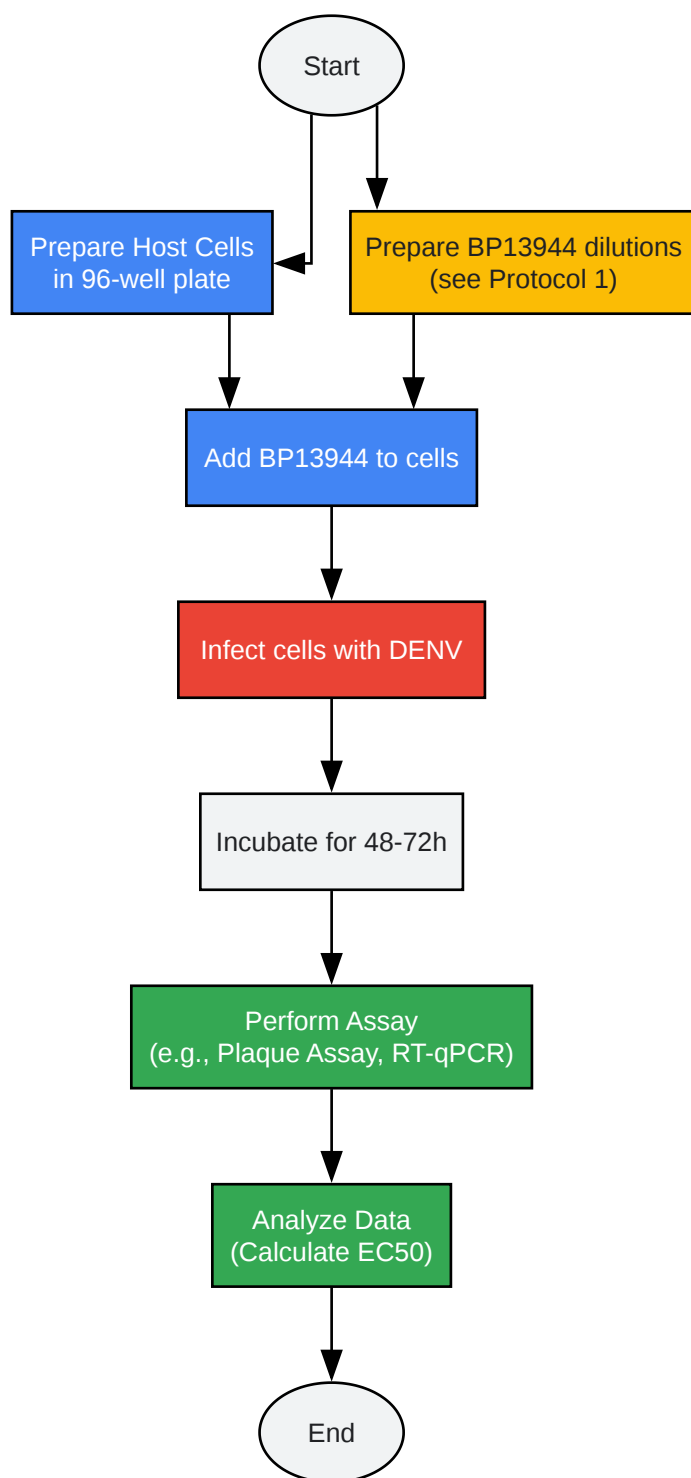 Start
Prepare Host Cells
in 96-well plate
Prepare BP13944 dilutions
(see Protocol 1)
Add BP13944 to cells
Infect cells with DENV
Incubate for 48-72h
Perform Assay
(e.g., Plaque Assay, RT-qPCR)
Analyze Data
(Calculate EC50)
End